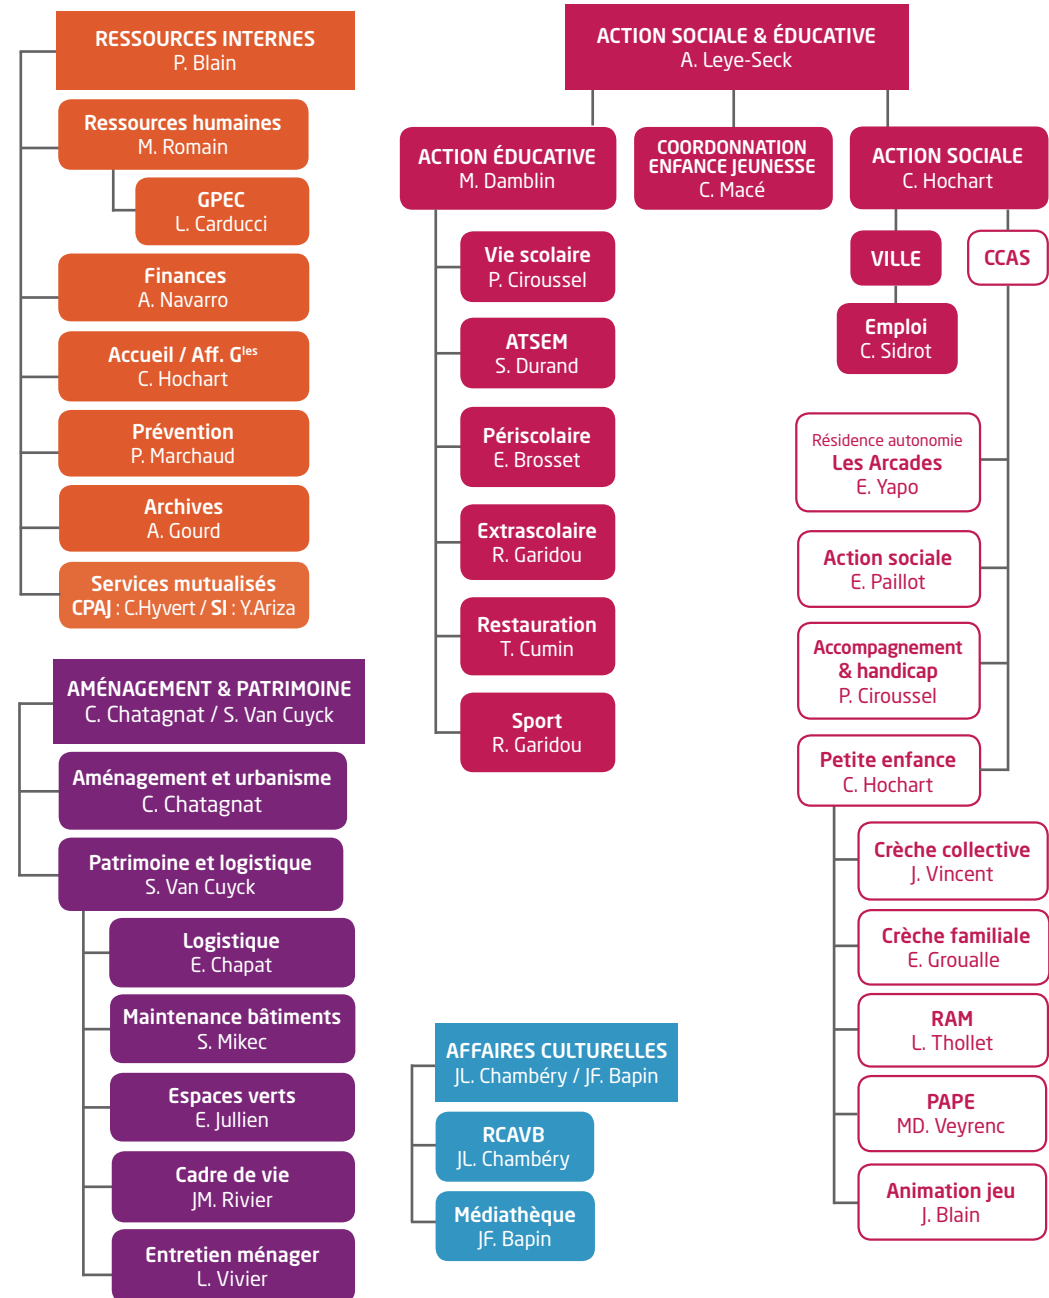 RESSOURCES INTERNES
P. Blain
Ressources humaines
M. Romain
GPEC
L. Carducci
Finances
A. Navarro
Accueil / Aff. Gles
C. Hochart
Prévention
P. Marchaud
Archives
A. Gourd
Services mutualisés
CPAJ : C.Hyvert / SI : Y.Ariza
AMÉNAGEMENT & PATRIMOINE
C. Chatagnat / S. Van Cuyck
Aménagement et urbanisme
C. Chatagnat
Patrimoine et logistique
S. Van Cuyck
Logistique
E. Chapat
Maintenance bâtiments
S. Mikec
Espaces verts
E. Jullien
Cadre de vie
JM. Rivier
Entretien ménager
L. Vivier
ACTION SOCIALE & ÉDUCATIVE
A. Leye-Seck
ACTION ÉDUCATIVE
M. Damblin
Vie scolaire
P. Ciroussel
ATSEM
S. Durand
Périscolaire
E. Brosset
Extrascolaire
R. Garidou
Restauration
T. Cumin
Sport
R. Garidou
COORDONNATION
ENFANCE JEUNESSE
C. Macé
ACTION SOCIALE
C. Hochart
VILLE
Emploi
C. Sidrot
CCAS
Résidence autonomie
Les Arcades
E. Yapo
Action sociale
E. Paillot
Accompagnement
& handicap
P. Ciroussel
Petite enfance
C. Hochart
Crèche collective
J. Vincent
Crèche familiale
E. Groualle
RAM
L. Thollet
PAPE
MD. Veyrenc
Animation jeu
J. Blain
AFFAIRES CULTURELLES
JL. Chambéry / JF. Bapin
RCAVB
JL. Chambéry
Médiathèque
JF. Bapin